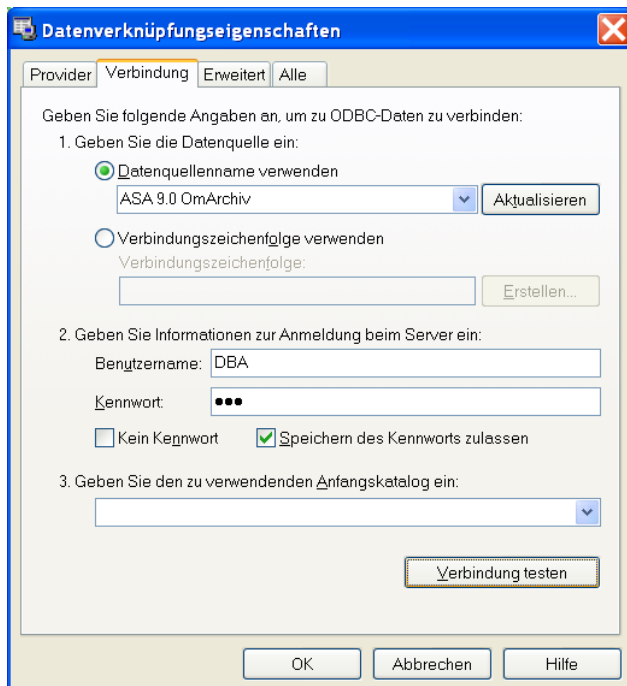 Datenverknüpfungseigenschaften
Provider Verbindung Erweitert Alle
Geben Sie folgende Angaben an, um zu ODBC-Daten zu verbinden:
1. Geben Sie die Datenquelle ein:
Datenquellenname verwenden
ASA 9.0 OmArchiv Aktualisieren
Verbindungszeichenfolge verwenden
Verbindungszeichenfolge:
Erstellen...
2. Geben Sie Informationen zur Anmeldung beim Server ein:
Benutzername: DBA
Kennwort: •••
Kein Kennwort Speichern des Kennworts zulassen
3. Geben Sie den zu verwendenden Anfangskatalog ein:
Verbindung testen
OK Abbrechen Hilfe